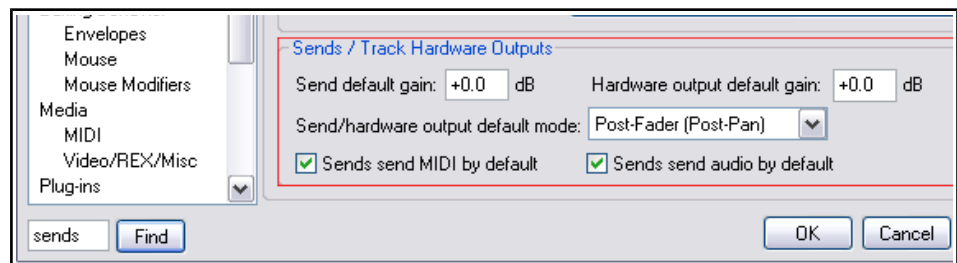 Envelopes
Mouse
Mouse Modifiers
Media
MIDI
Video/REX/Misc
Plug-ins
sends
Find
Sends / Track Hardware Outputs
Send default gain: +0.0 dB Hardware output default gain: +0.0 dB
Send/hardware output default mode: Post-Fader (Post-Pan)
Sends send MIDI by default Sends send audio by default
OK Cancel